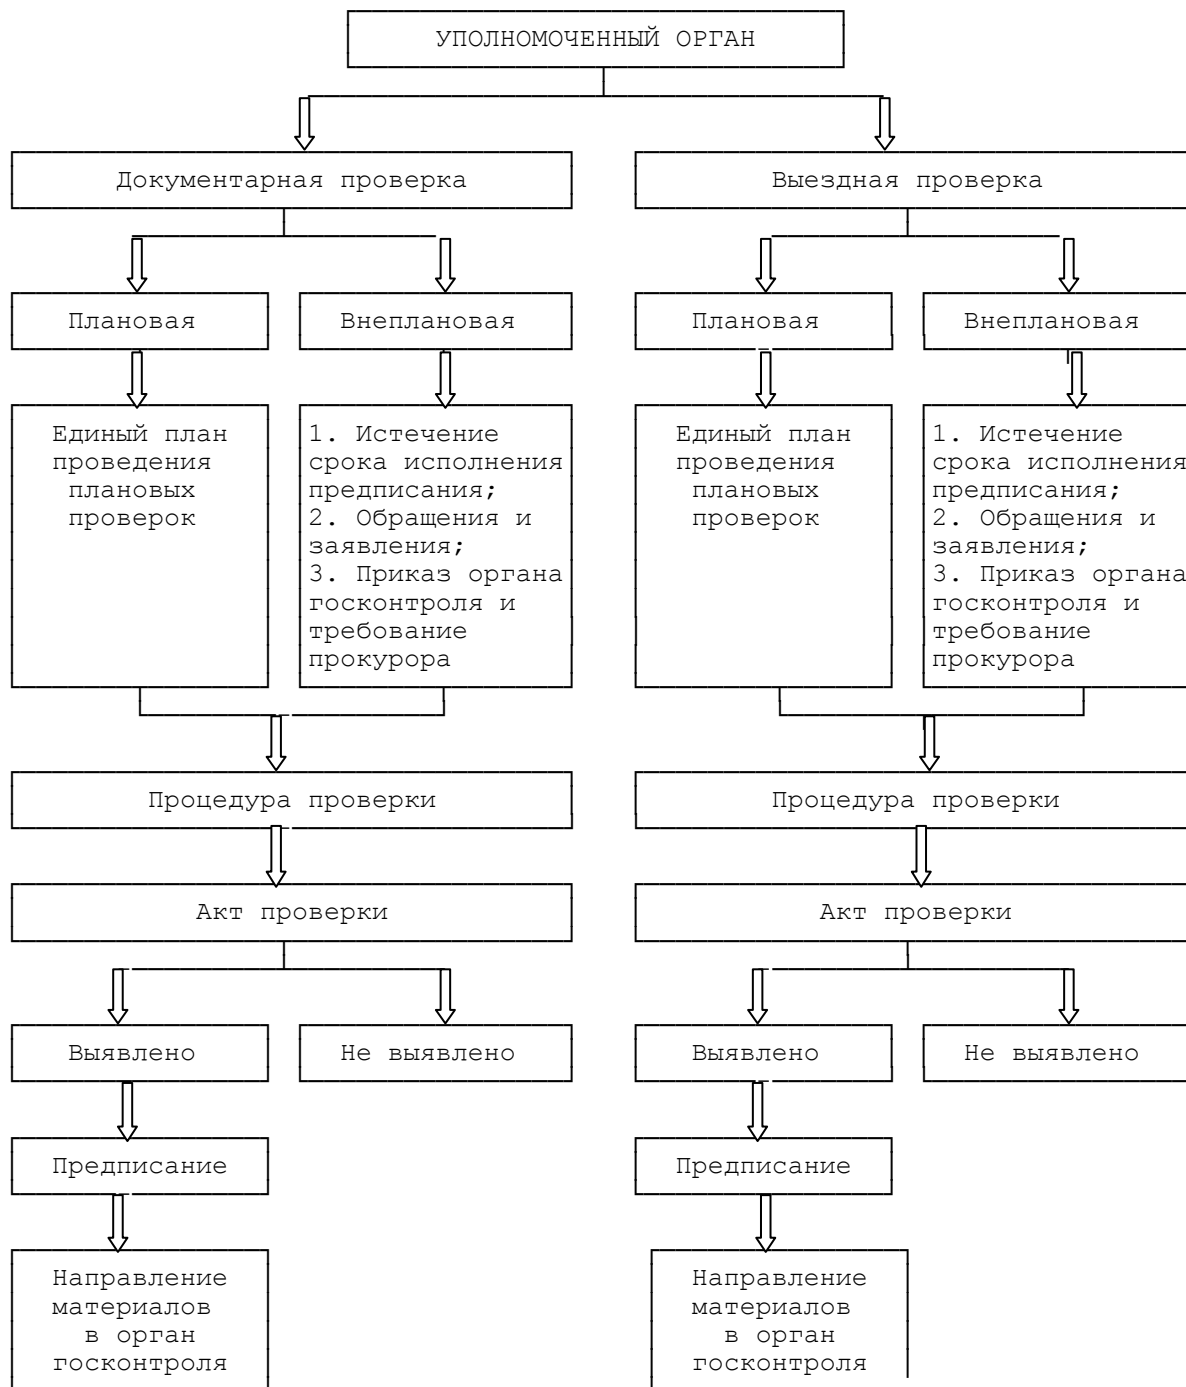 УПОЛНОМОЧЕННЫЙ ОРГАН
Документарная проверка
Выездная проверка
Плановая
Внеплановая
Плановая
Внеплановая
Единый план
проведения
плановых
проверок
1. Истечение
срока исполнения
предписания;
2. Обращения и
заявления;
3. Приказ органа
госконтроля и
требование
прокурора
Единый план
проведения
плановых
проверок
1. Истечение
срока исполнения
предписания;
2. Обращения и
заявления;
3. Приказ органа
госконтроля и
требование
прокурора
Процедура проверки
Процедура проверки
Акт проверки
Акт проверки
Выявлено
Не выявлено
Выявлено
Не выявлено
Предписание
Предписание
Направление
материалов
в орган
госконтроля
Направление
материалов
в орган
госконтроля